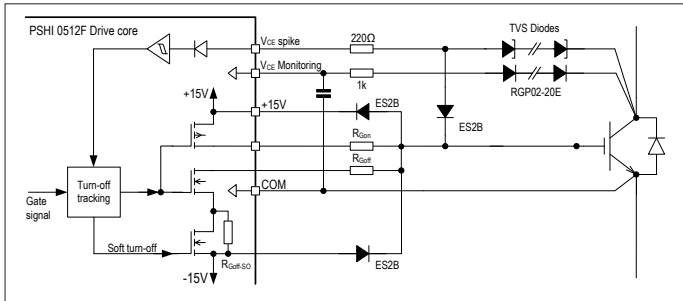 PSHI 0512F Drive core
VCE spike
220Ω
TVS Diodes
VCE Monitoring
+15V
+15V
1k
RGP02-20E
ES2B
ES2B
RGon
RGoff
Turn-off
tracking
COM
Gate
signal
Soft turn-off
RGoff-SO
ES2B
-15V